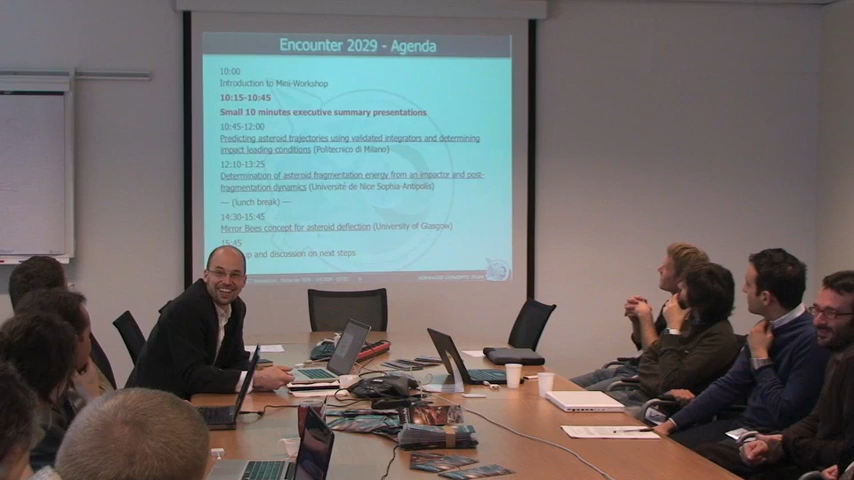 Encounter 2029 - Agenda
10:00
Introduction to Mini-Workshop
10:15-10:45
Small 10 minutes executive summary presentations
10:45-12:00
Predicting asteroid trajectories using validated integrators and determining
impact leading conditions (Politecnico di Milano)
12:10-13:25
Determination of asteroid fragmentation energy from an impactor and post-
fragmentation dynamics (Université de Nice Sophia-Antipolis)
— (lunch break) —
14:30-15:45
Mirror Bees concept for asteroid deflection (University of Glasgow)
15:45
and discussion on next steps
ADVANCED CONCEPTS TEAM